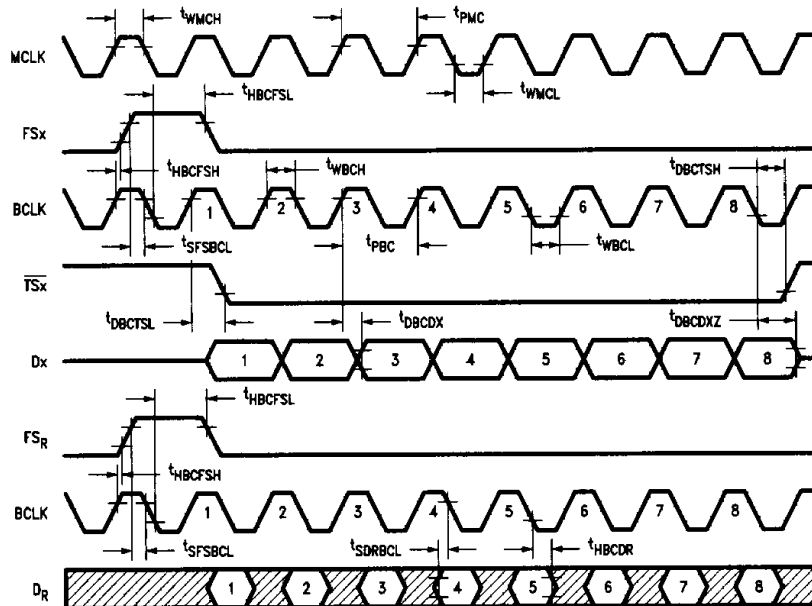 tWMCH
tPMC
MCLK
tHBCFSL
tWMCL
FSX
tHBCFSH
tWBCH
tDBCTSH
BCLK
1 2 3 4 5 6 7 8
tSFSBCL
tPBC
tWBCL
TSX
tDBCTSL
tDBCDX
tDBCDXZ
DX
1 2 3 4 5 6 7 8
tHBCFSL
FSR
tHBCFSH
BCLK
1 2 3 4 5 6 7 8
tSFSBCL
tSDRBCL
tHBCDR
DR
1 2 3 4 5 6 7 8